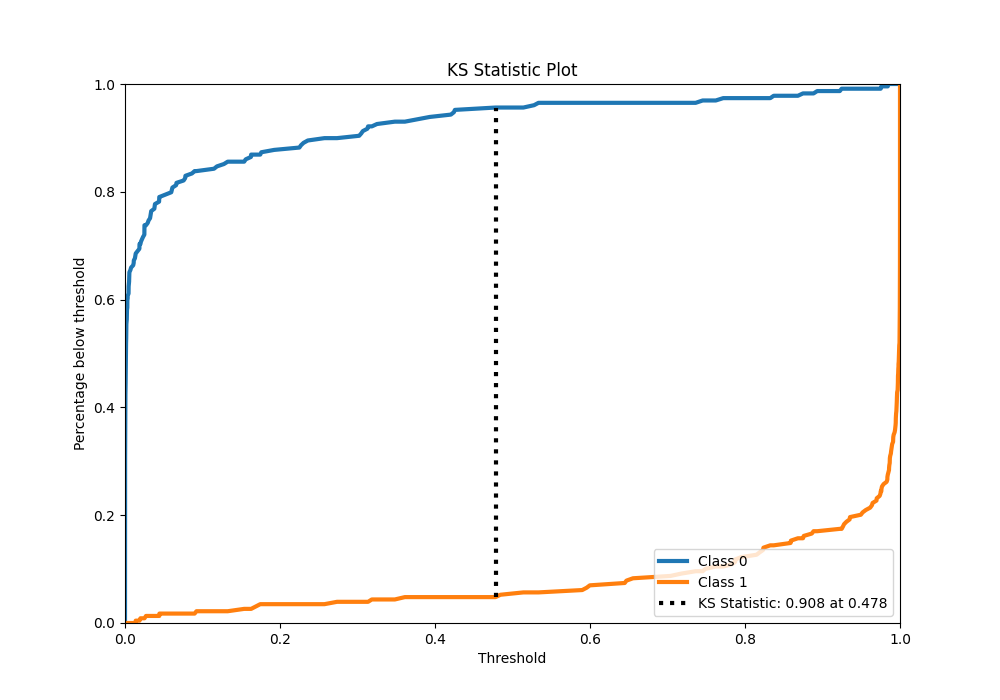 KS Statistic Plot
1.0
0.8
0.6
0.4
0.2
0.0
Percentage below threshold
0.0 0.2 0.4 0.6 0.8 1.0
Threshold
Class 0
Class 1
KS Statistic: 0.908 at 0.478